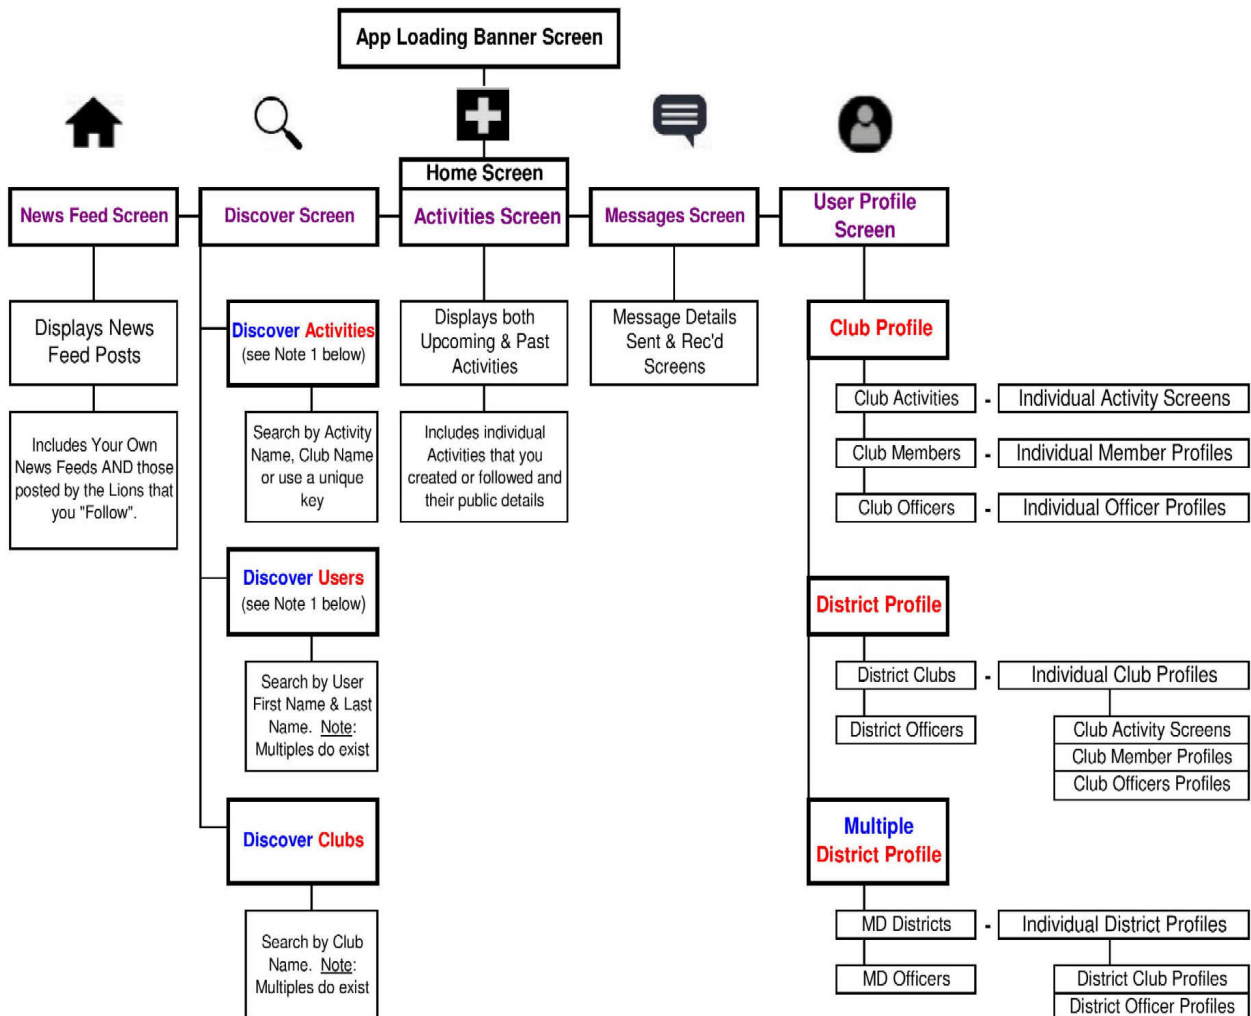 App Loading Banner Screen
Home Screen
News Feed Screen
Discover Screen
Activities Screen
Messages Screen
User Profile
Screen
Displays News
Feed Posts
Includes Your Own
News Feeds AND those
posted by the Lions that
you "Follow".
Discover Activities
(see Note 1 below)
Search by Activity
Name, Club Name
or use a unique
key
Discover Users
(see Note 1 below)
Search by User
First Name & Last
Name. Note:
Multiples do exist
Discover Clubs
Search by Club
Name. Note:
Multiples do exist
Displays both
Upcoming & Past
Activities
Includes individual
Activities that you
created or followed and
their public details
Message Details
Sent & Rec'd
Screens
Club Profile
Club Activities - Individual Activity Screens
Club Members - Individual Member Profiles
Club Officers - Individual Officer Profiles
District Profile
District Clubs - Individual Club Profiles
District Officers
Club Activity Screens
Club Member Profiles
Club Officers Profiles
Multiple
District Profile
MD Districts - Individual District Profiles
MD Officers
District Club Profiles
District Officer Profiles